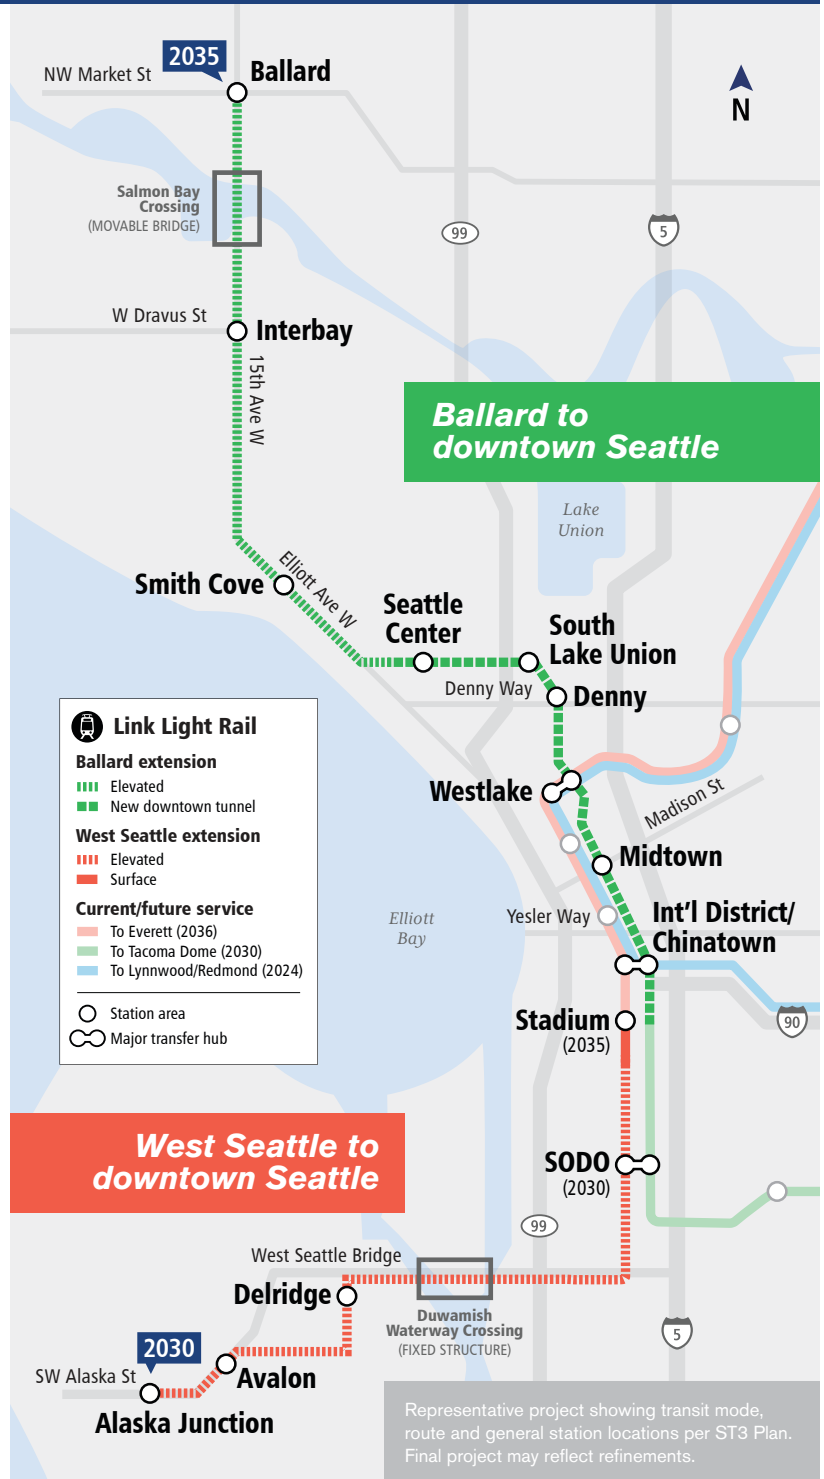 2035
Ballard
NW Market St
N
Salmon Bay
Crossing
(MOVABLE BRIDGE)
99
5
W Dravus St
Interbay
15th Ave W
Ballard to
downtown Seattle
Lake
Union
Elliott Ave W
Smith Cove
Seattle
Center
South
Lake Union
Denny Way
Denny
Link Light Rail
Ballard extension
Elevated
New downtown tunnel
West Seattle extension
Elevated
Surface
Current/future service
To Everett (2036)
To Tacoma Dome (2030)
To Lynnwood/Redmond (2024)
Station area
Major transfer hub
Westlake
Madison St
Midtown
Elliott
Bay
Yesler Way
Int'l District/
Chinatown
Stadium
(2035)
90
West Seattle to
downtown Seattle
SODO
(2030)
99
West Seattle Bridge
Delridge
Duwamish
Waterway Crossing
(FIXED STRUCTURE)
5
2030
SW Alaska St
Avalon
Alaska Junction
Representative project showing transit mode,
route and general station locations per ST3 Plan.
Final project may reflect refinements.